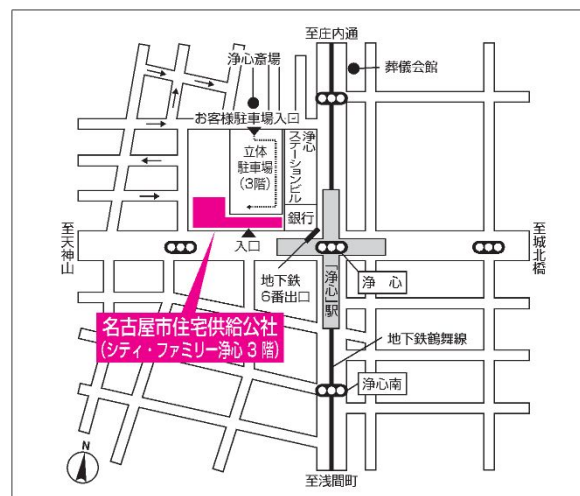 至庄内通
浄心斎場
葬儀会館
お客様駐車場入口
立体
駐車場
(3階)
浄心
ステーションビル
銀行
入口
至天神山
至城北橋
地下鉄
6番出口
浄 心
「浄心」駅
名古屋市住宅供給公社
(シティ・ファミリー浄心 3 階)
地下鉄鶴舞線
浄心南
N
至浅間町